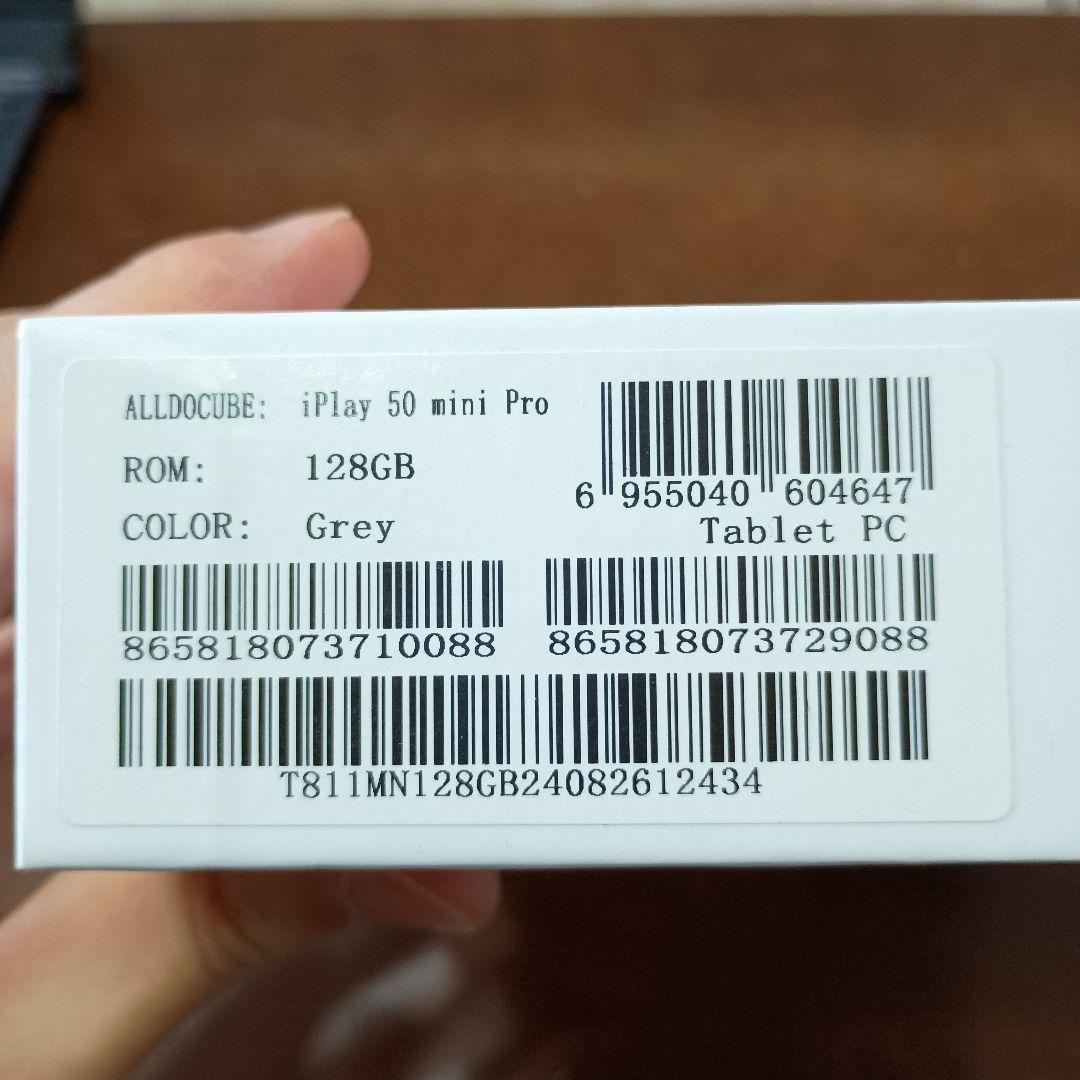 ALLDOCUBE: iPlay 50 mini Pro
ROM: 128GB
COLOR: Grey
6 955040 604647
Tablet PC
865818073710088 865818073729088
T811MN128GB24082612434